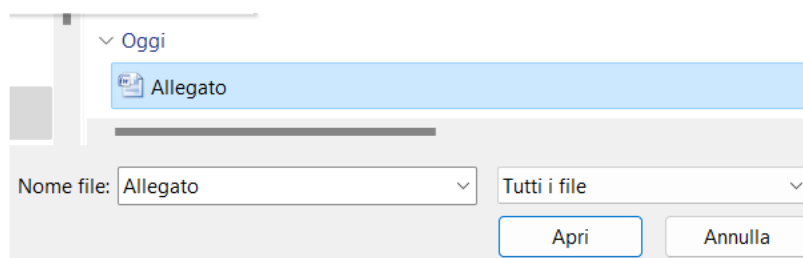 Oggi
Allegato
Nome file: Allegato Tutti i file
Apri Annulla